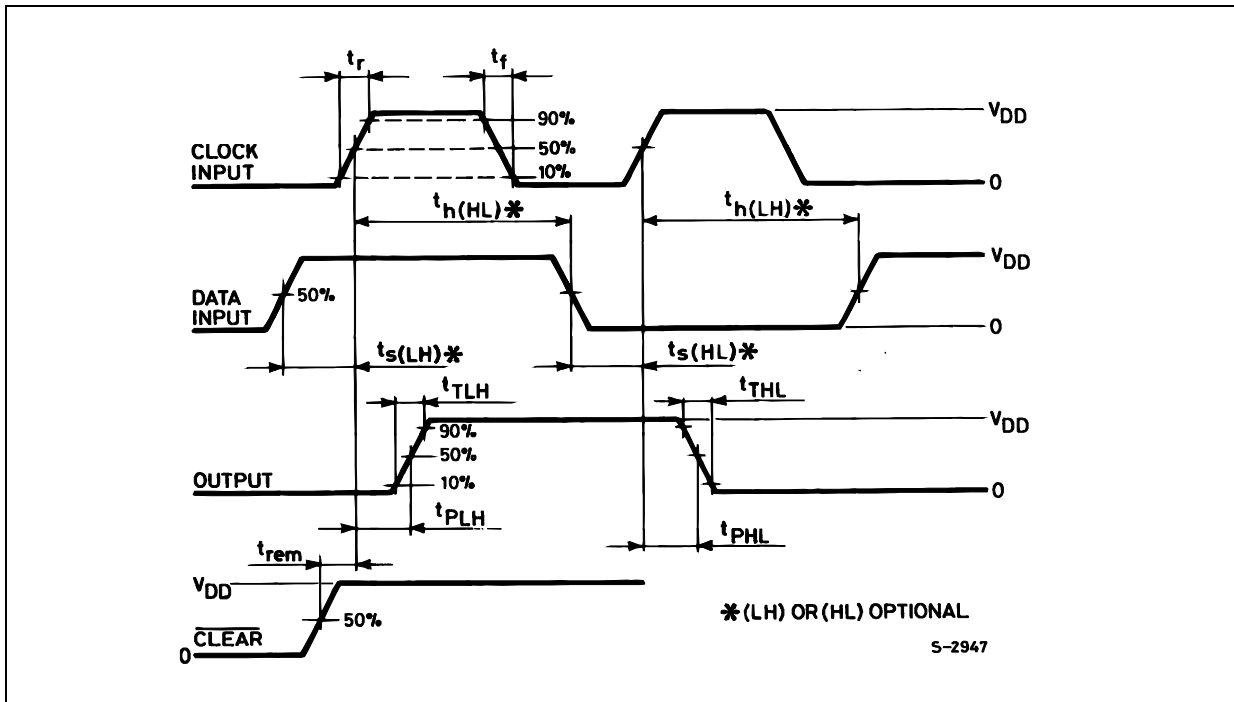 tr
tf
VDD
90%
CLOCK
INPUT
50%
10%
0
th(HL)*
th(LH)*
VDD
DATA
INPUT
50%
0
ts(LH)*
ts(HL)*
tTLH
tTHL
VDD
90%
50%
OUTPUT
10%
0
tPLH
tPHL
trem
VDD
50%
CLEAR
0
*(LH) OR (HL) OPTIONAL
S-2947